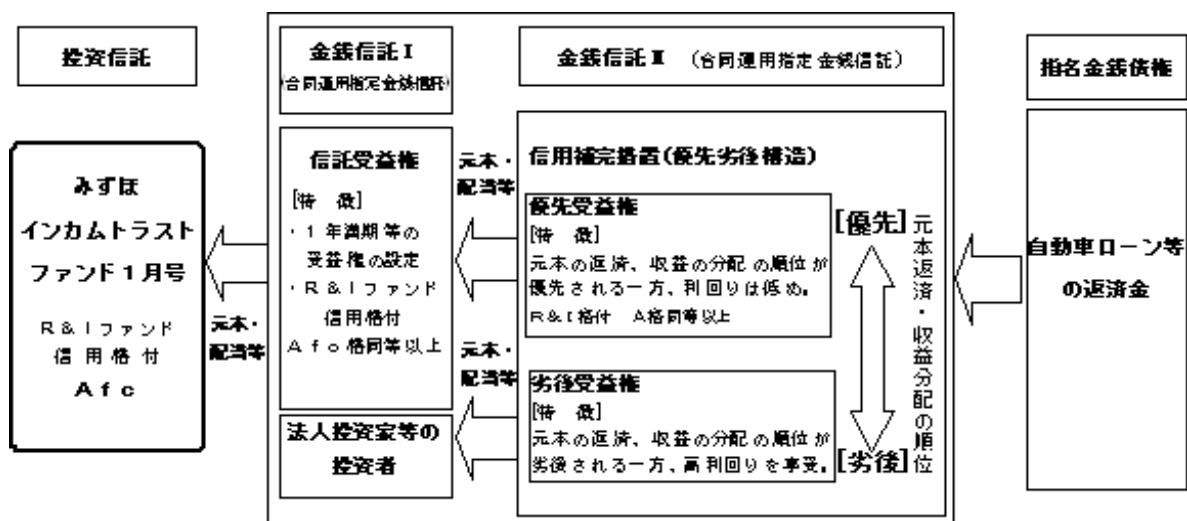 投資信託
みずほ
インカムトラスト
ファンド1月号
R&Iファンド
信用格付
Afc
元本・
配当等
金銭信託Ⅰ
(合同運用指定金銭信託)
信託受益権
[特 徴]
・1年満期等の
受益権の設定
・R&Iファンド
信用格付
Afc格同等以上
法人投資家等の
投資者
元本・
配当等
元本・
配当等
金銭信託Ⅱ (合同運用指定金銭信託)
信用補完措置(優先劣後構造)
優先受益権
[特 徴]
元本の返済、収益の分配の順位が
優先される一方、利回りは低め。
R&I格付 A格同等以上
劣後受益権
[特 徴]
元本の返済、収益の分配の順位が
劣後される一方、高利回りを享受。
[優先]
[劣後]
元本返済・収益分配の順位
指名金銭債権
自動車ローン等
の返済金